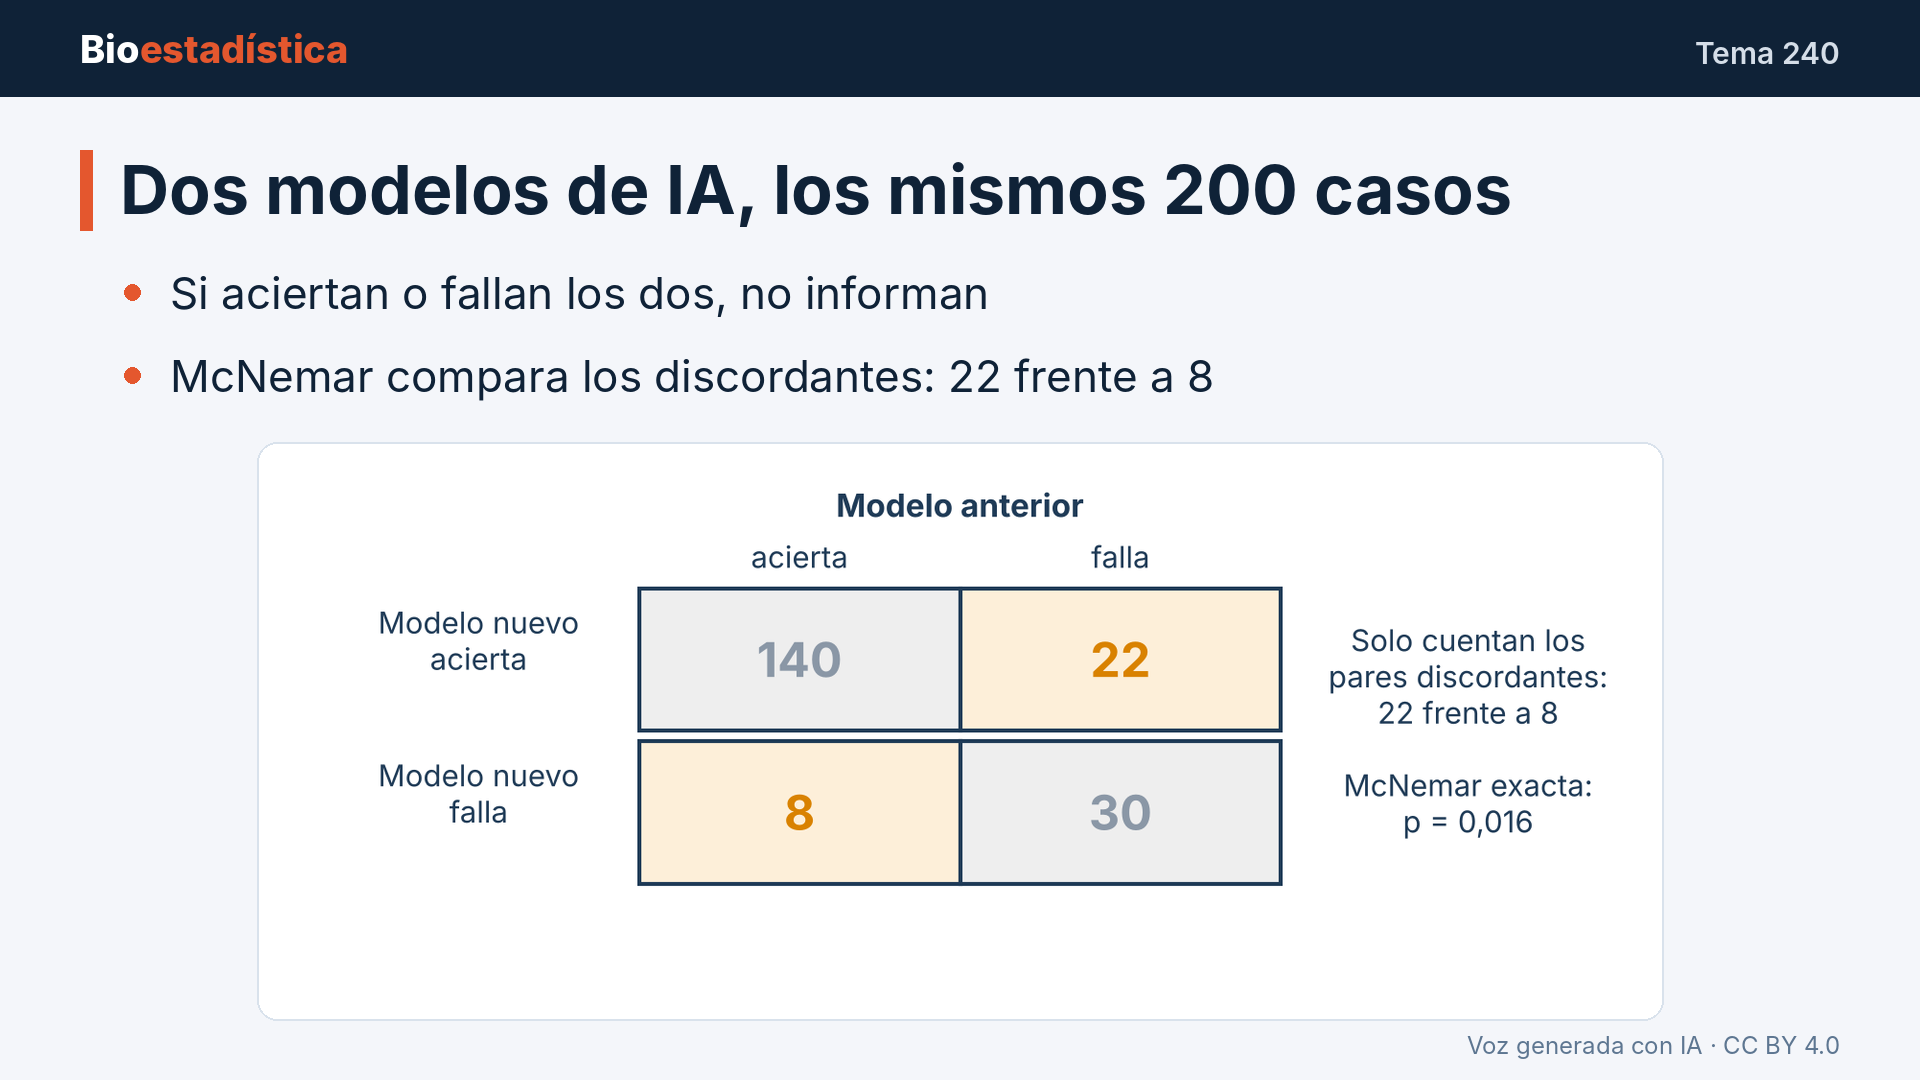 Bioestadística
Tema 240
Dos modelos de IA, los mismos 200 casos
• Si aciertan o fallan los dos, no informan
• McNemar compara los discordantes: 22 frente a 8
Modelo anterior
acierta
falla
Modelo nuevo
acierta
140
22
Modelo nuevo
falla
8
30
Solo cuentan los
pares discordantes:
22 frente a 8
McNemar exacta:
p = 0,016
Voz generada con IA · CC BY 4.0